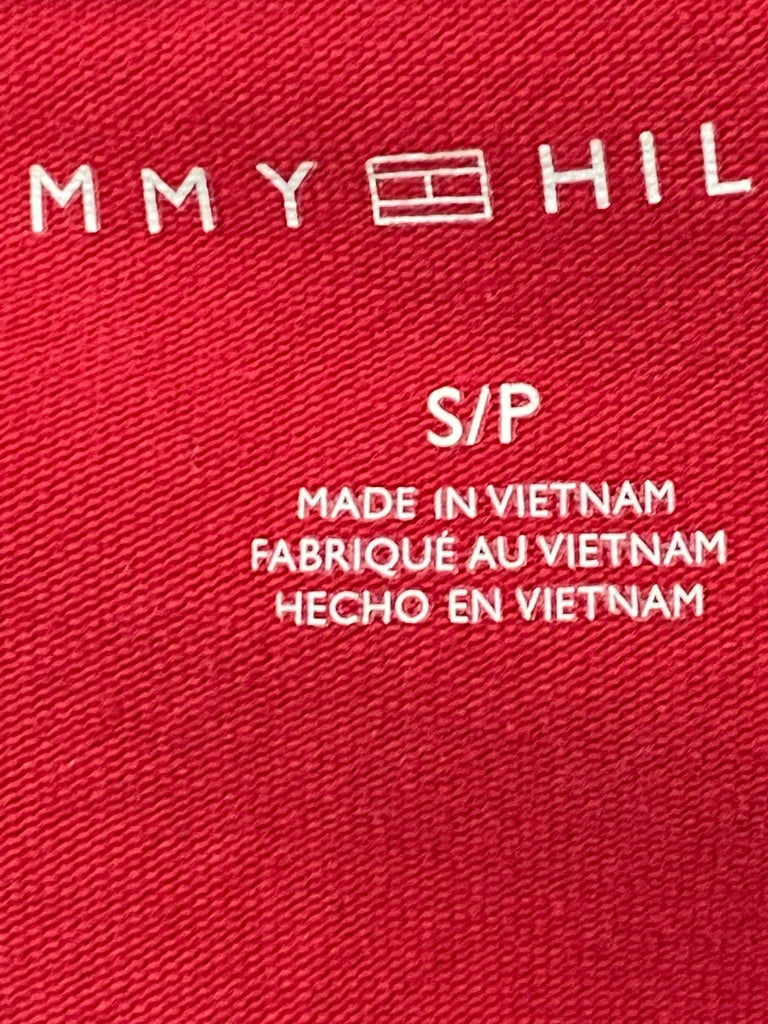 MMY HIL
S/P
MADE IN VIETNAM
FABRIQUÉ AU VIETNAM
HECHO EN VIETNAM